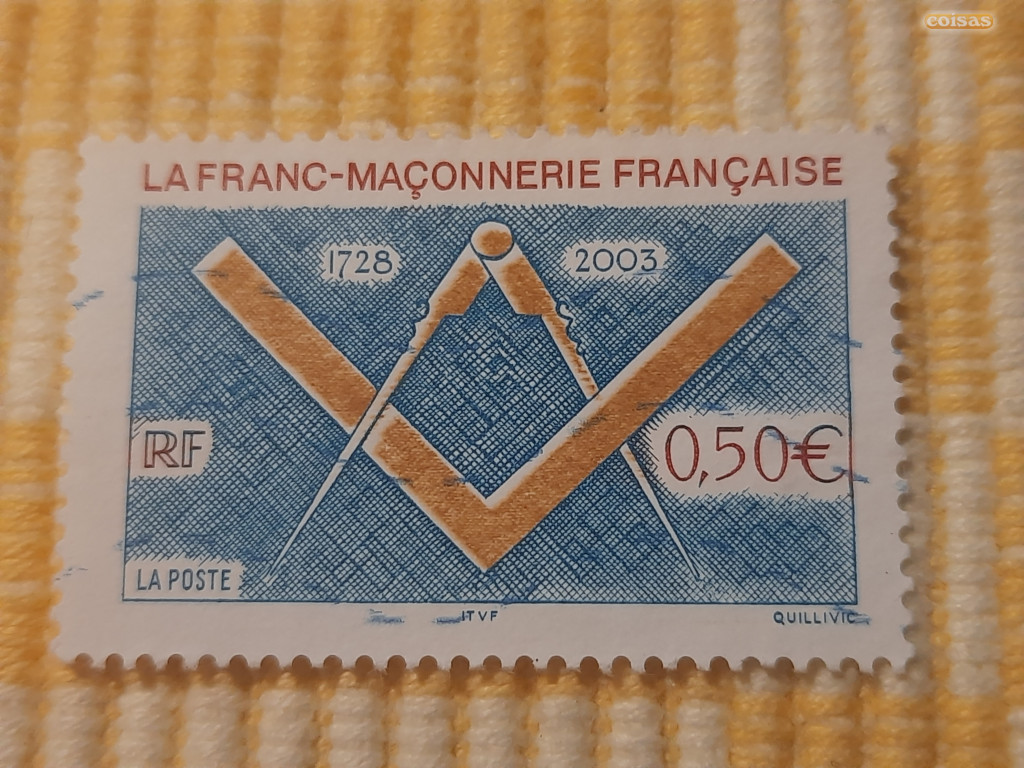 coisas
LA FRANC-MAÇONNERIE FRANÇAISE
1728 2003
RF 0,50€
LA POSTE
ITVF QUILLIVIC